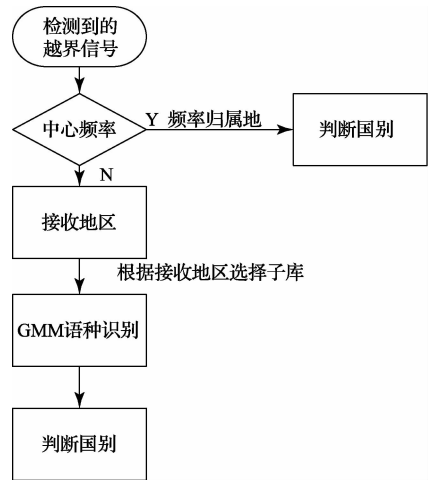 检测到的
越界信号
中心频率
Y 频率归属地
判断国别
N
接收地区
根据接收地区选择子库
GMM语种识别
判断国别